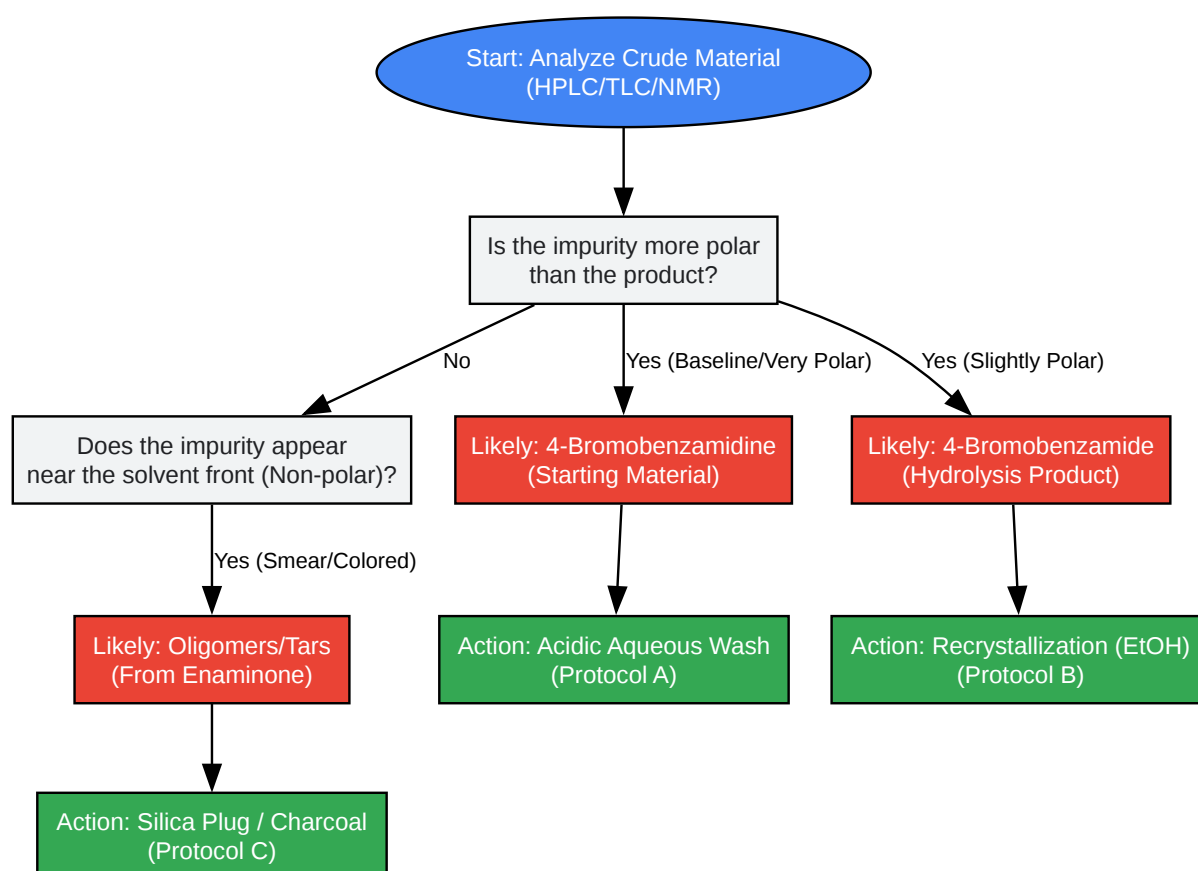 Start: Analyze Crude Material
(HPLC/TLC/NMR)
Is the impurity more polar
than the product?
No
Yes (Baseline/Very Polar)
Yes (Slightly Polar)
Does the impurity appear
near the solvent front (Non-polar)?
Likely: 4-Bromobenzamidine
(Starting Material)
Likely: 4-Bromobenzamide
(Hydrolysis Product)
Yes (Smear/Colored)
Likely: Oligomers/Tars
(From Enaminone)
Action: Acidic Aqueous Wash
(Protocol A)
Action: Recrystallization (EtOH)
(Protocol B)
Action: Silica Plug / Charcoal
(Protocol C)